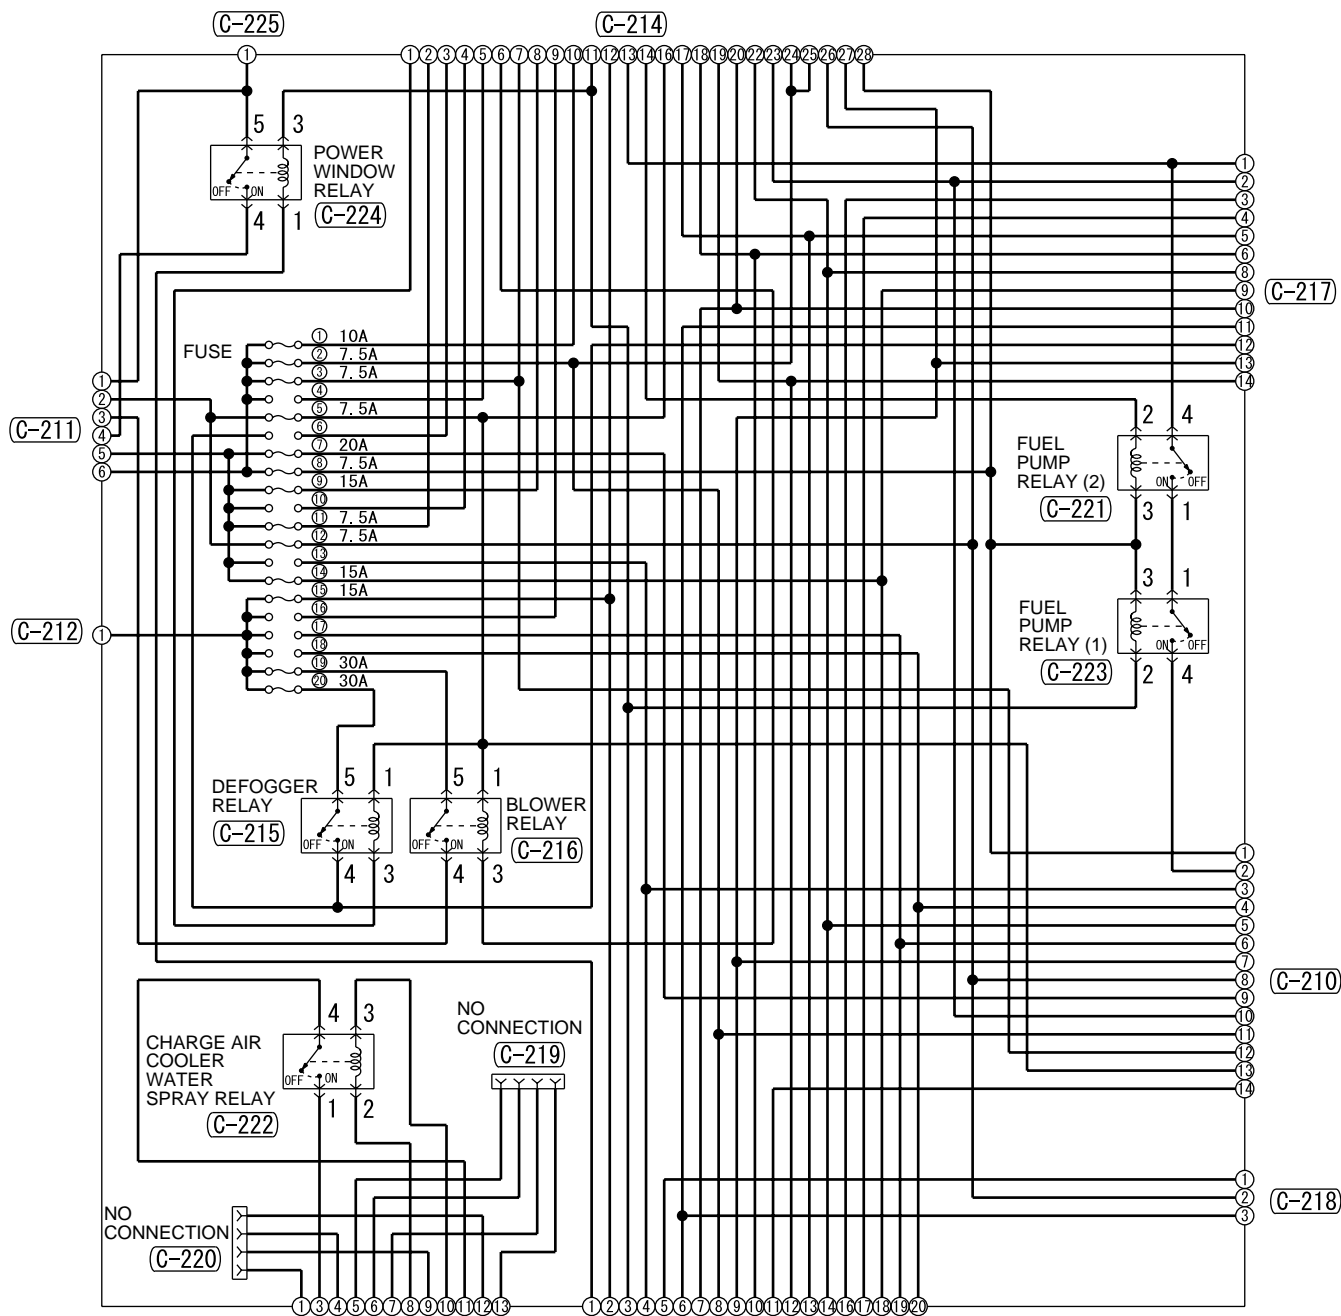 C-225
C-214
① ① ② ③ ④ ⑤ ⑥ ⑦ ⑧ ⑨ ⑩ ⑪ ⑫ ⑬ ⑭ ⑯ ⑰ ⑱ ⑲ ⑳ ㉒ ㉓ ㉔ ㉕ ㉖ ㉗ ㉘
5 3
POWER
WINDOW
RELAY
C-224
OFF ON
4 1
①
②
③
④
⑤
⑥
⑧
⑨
⑩
⑪
⑫
⑬
⑭
C-217
FUSE
① 10A
② 7.5A
③ 7.5A
④
⑤ 7.5A
⑥
⑦ 20A
⑧ 7.5A
⑨ 15A
⑩
⑪ 7.5A
⑫ 7.5A
⑬
⑭ 15A
⑮ 15A
⑯
⑰
⑱
⑲ 30A
⑳ 30A
①
②
③
④
⑤
⑥
C-211
C-212
①
2 4
FUEL
PUMP
RELAY (2)
C-221
ON OFF
3 1
3 1
FUEL
PUMP
RELAY (1)
C-223
ON OFF
2 4
DEFOGGER
RELAY
C-215
5 1
OFF ON
4 3
5 1
BLOWER
RELAY
C-216
OFF ON
4 3
①
②
③
④
⑤
⑥
⑦
⑧
⑨
⑩
⑪
⑫
⑬
⑭
C-210
4 3
CHARGE AIR
COOLER
WATER
SPRAY RELAY
C-222
OFF ON
1 2
NO
CONNECTION
C-219
NO
CONNECTION
C-220
①
②
③
C-218
① ③ ④ ⑤ ⑥ ⑦ ⑧ ⑨ ⑩ ⑪ ⑫ ⑬
① ② ③ ④ ⑤ ⑥ ⑦ ⑧ ⑨ ⑩ ⑪ ⑫ ⑬ ⑭ ⑯ ⑰ ⑱ ⑲ ⑳